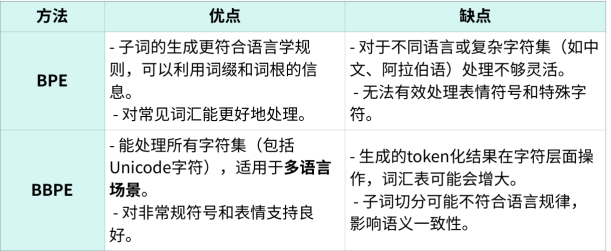 方法 优点 缺点
BPE
- 子词的生成更符合语言学规
则，可以利用词缀和词根的信
息。
- 对常见词汇能更好地处理。
- 对于不同语言或复杂字符集（如中
文、阿拉伯语）处理不够灵活。
- 无法有效处理表情符号和特殊字
符。
BBPE
- 能处理所有字符集（包括
Unicode字符），适用于多语言
场景。
- 对非常规符号和表情支持良
好。
- 生成的token化结果在字符层面操
作，词汇表可能会增大。
- 子词切分可能不符合语言规律，
影响语义一致性。